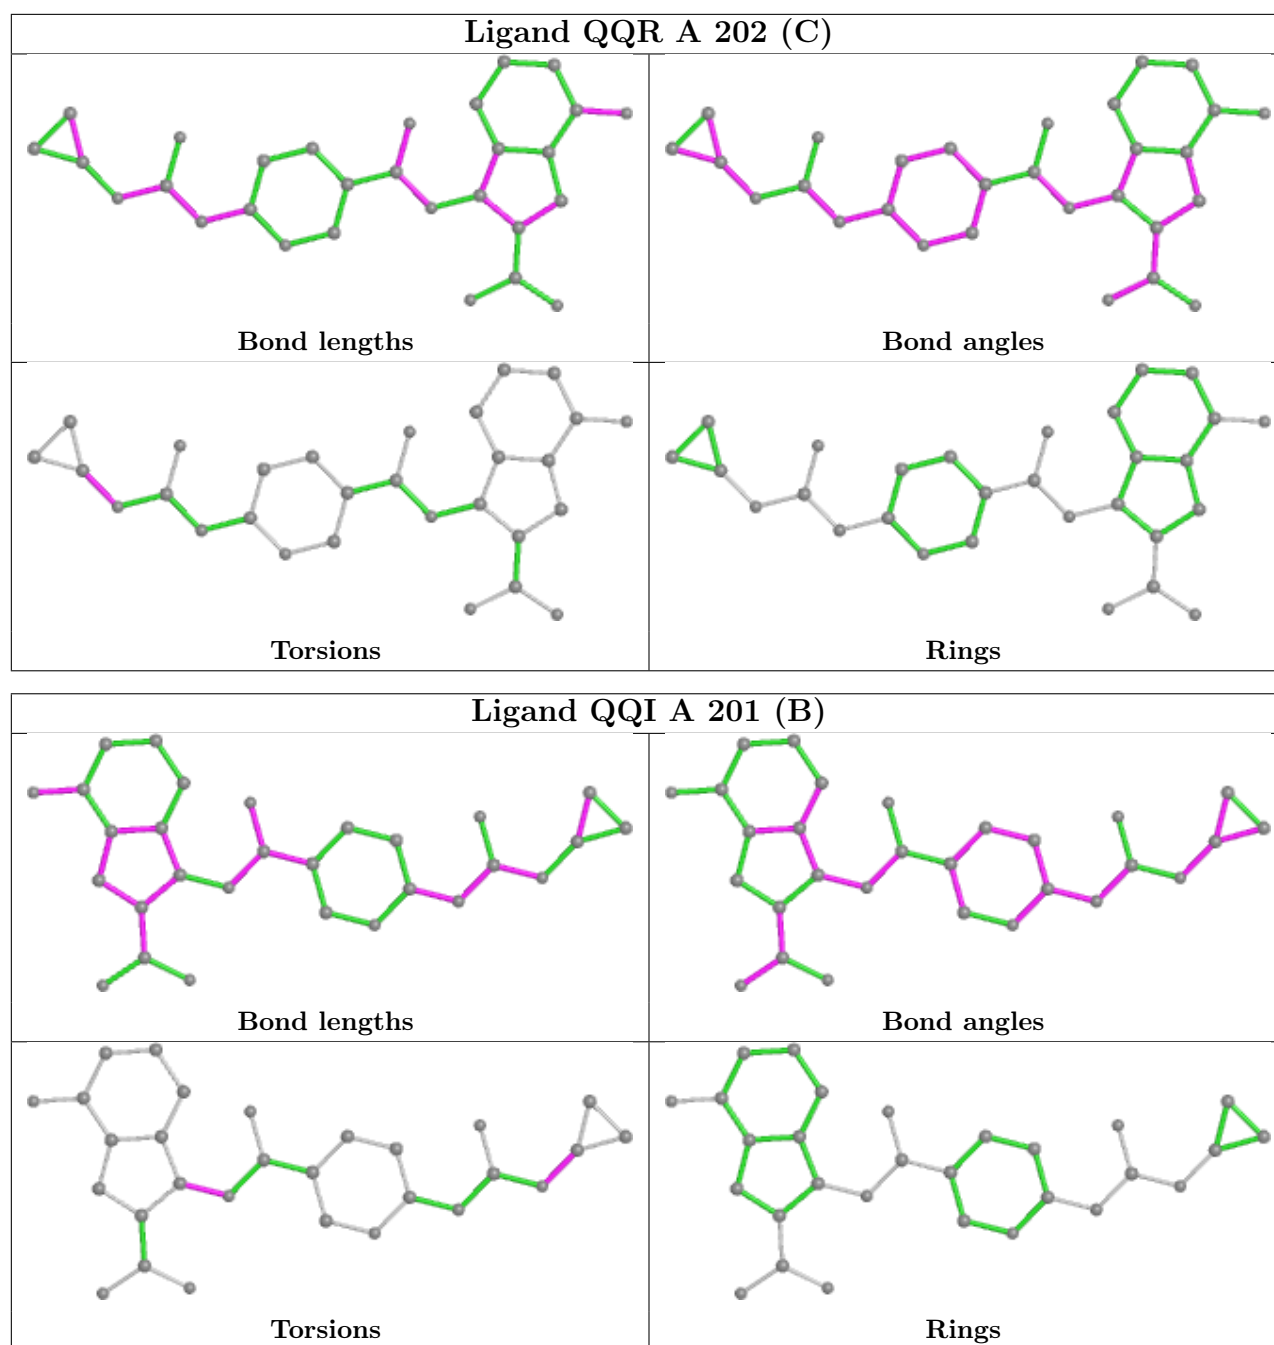 Ligand QQR A 202 (C)
Bond lengths
Bond angles
Torsions
Rings
Ligand QQI A 201 (B)
Bond lengths
Bond angles
Torsions
Rings